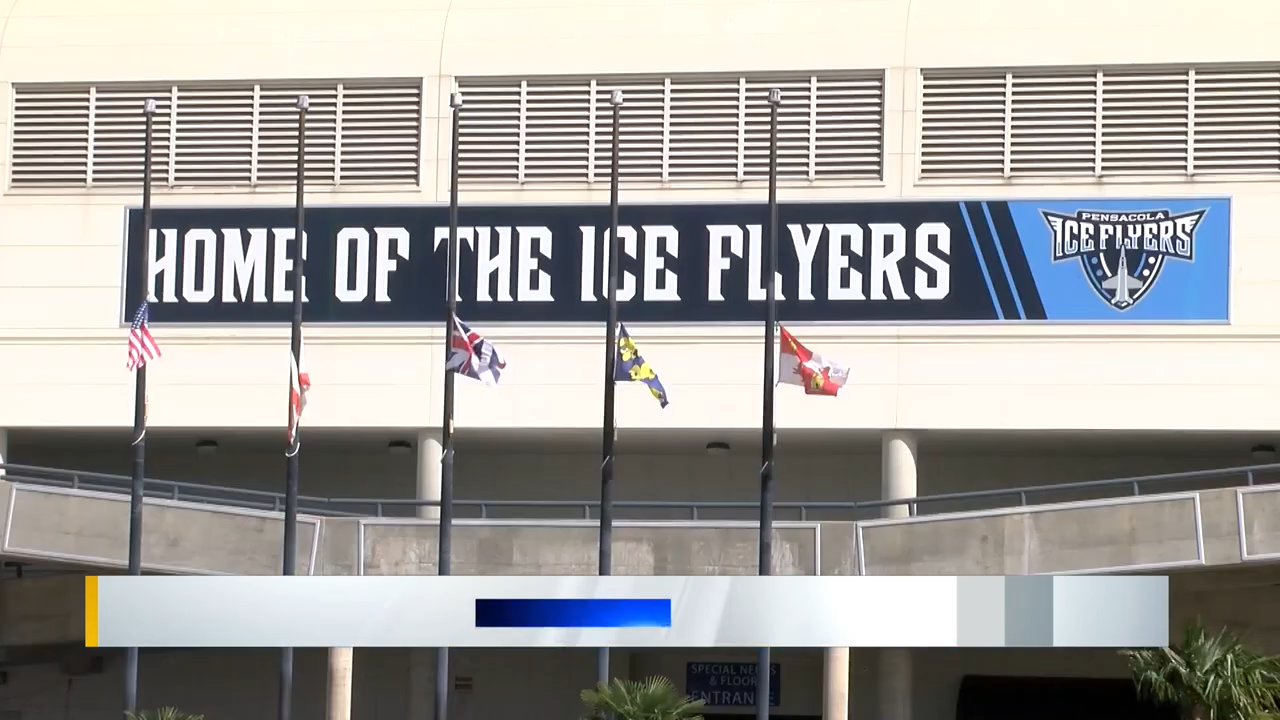 HOME OF THE ICE FLYERS
PENSACOLA
ICE FLYERS
SPECIAL NEEDS
& FLOOR
ENTRANCE